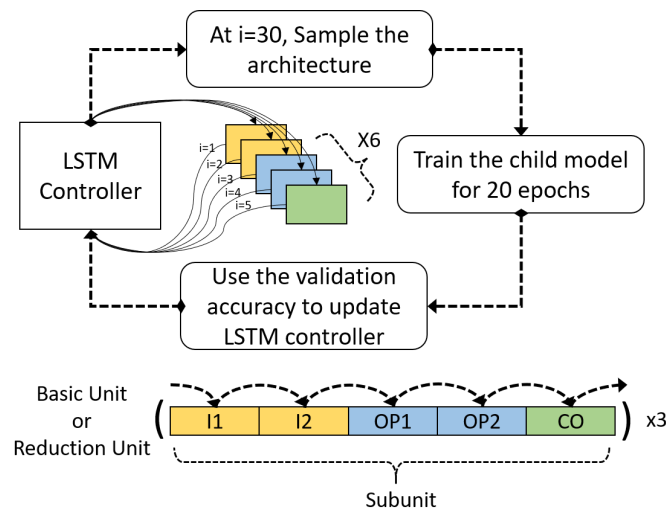 At i=30, Sample the
architecture
LSTM
Controller
i=1
i=2
i=3
i=4
i=5
X6
Train the child model
for 20 epochs
Use the validation
accuracy to update
LSTM controller
Basic Unit
or
Reduction Unit
( I1 I2 OP1 OP2 CO ) x3
Subunit